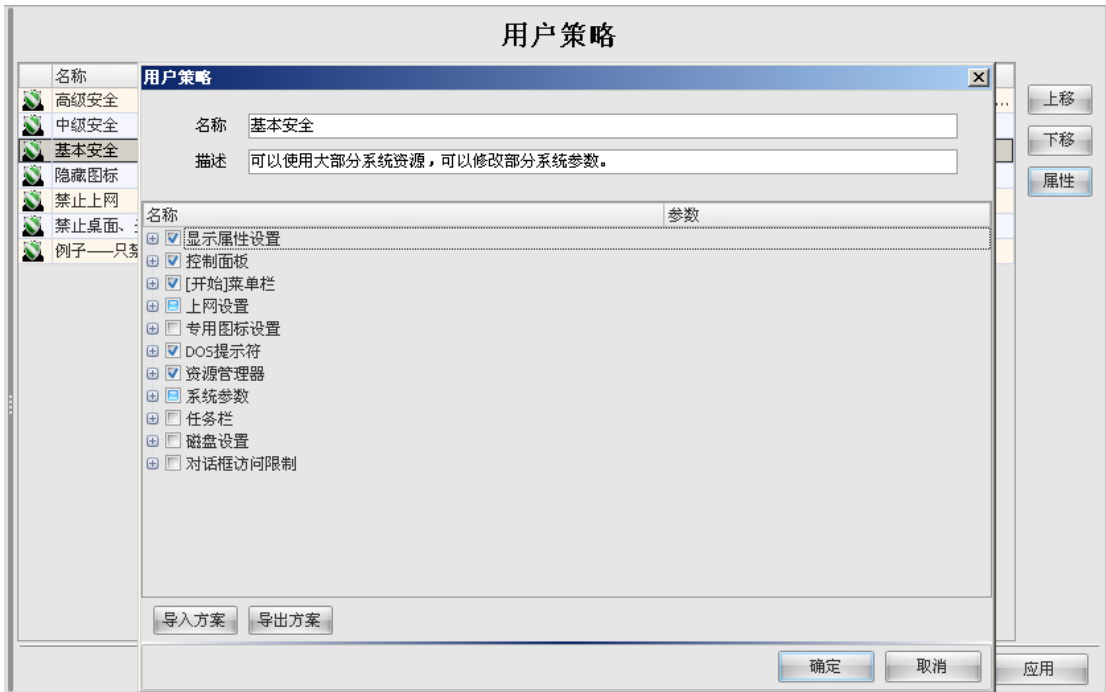 用户策略
名称
高级安全
中级安全
基本安全
隐藏图标
禁止上网
禁止桌面、
例子——只禁
...
上移
下移
属性
用户策略
名称 基本安全
描述 可以使用大部分系统资源，可以修改部分系统参数。
名称 参数
显示属性设置
控制面板
[开始]菜单栏
上网设置
专用图标设置
DOS提示符
资源管理器
系统参数
任务栏
磁盘设置
对话框访问限制
导入方案 导出方案
确定 取消
应用